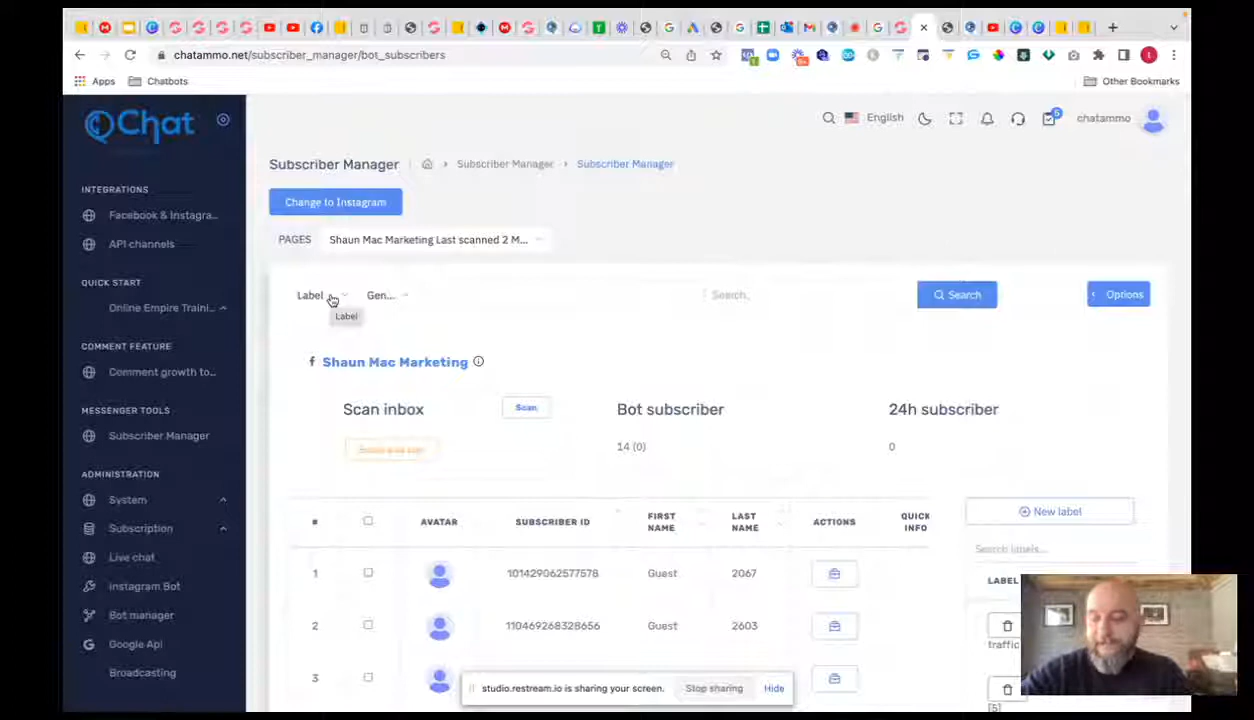 chatammo.net/subscriber_manager/bot_subscribers
Apps
Chatbots
Other Bookmarks
Chat
English
5
chatammo
Subscriber Manager
Subscriber Manager
Subscriber Manager
Change to Instagram
PAGES
Shaun Mac Marketing Last scanned 2 M...
INTEGRATIONS
Facebook & Instagra...
API channels
QUICK START
Online Empire Traini...
COMMENT FEATURE
Comment growth to...
MESSENGER TOOLS
Subscriber Manager
ADMINISTRATION
System
Subscription
Live chat
Instagram Bot
Bot manager
Google Api
Broadcasting
Label
Gen...
Search,
Search
Options
Label
Shaun Mac Marketing
Scan inbox
Scan
Bot subscriber
24h subscriber
14 (0)
0
New label
Search labels...
# AVATAR SUBSCRIBER ID FIRST NAME LAST NAME ACTIONS QUICK INFO
LABEL
1 101429062577578 Guest 2067
2 110469268328656 Guest 2603
traffic
3
[5]
studio.restream.io is sharing your screen.
Stop sharing
Hide